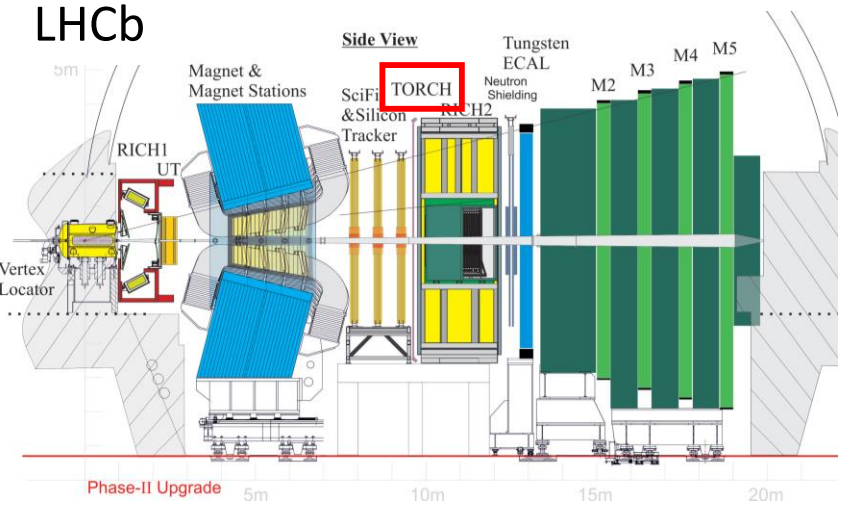 LHCb
Side View
5m
Magnet &
Magnet Stations
SciFi
&Silicon
Tracker
TORCH
RICH2
Tungsten
ECAL
Neutron
Shielding
M2
M3
M4
M5
RICH1
UT
Vertex
Locator
Phase-II Upgrade
5m
10m
15m
20m